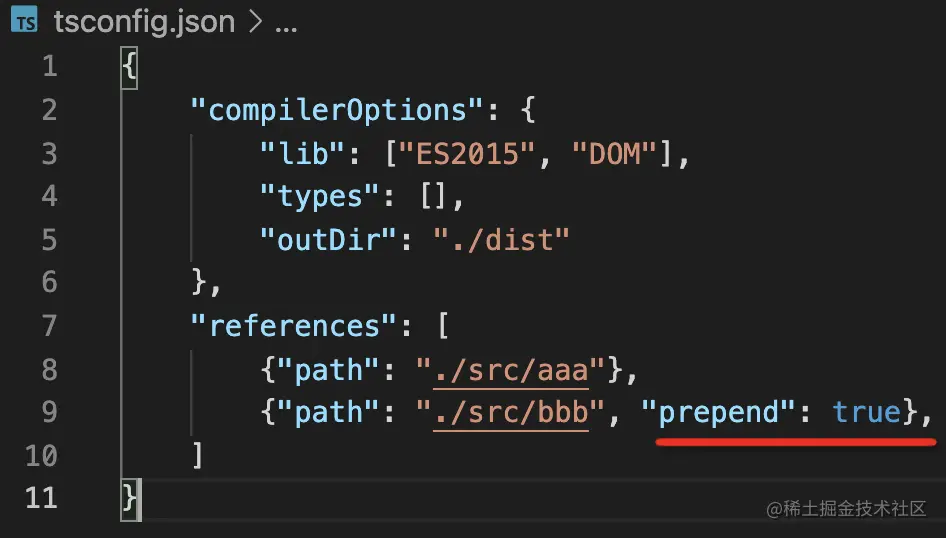 TS tsconfig.json > ...
1 {
2 "compilerOptions": {
3 "lib": ["ES2015", "DOM"],
4 "types": [],
5 "outDir": "./dist"
6 },
7 "references": [
8 {"path": "./src/aaa"},
9 {"path": "./src/bbb", "prepend": true},
10 ]
11 }
@稀土掘金技术社区